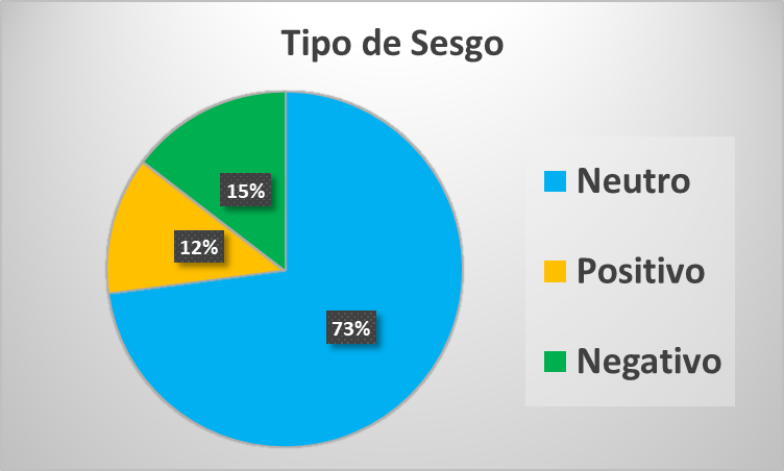 Tipo de Sesgo
15%
12%
73%
Neutro
Positivo
Negativo